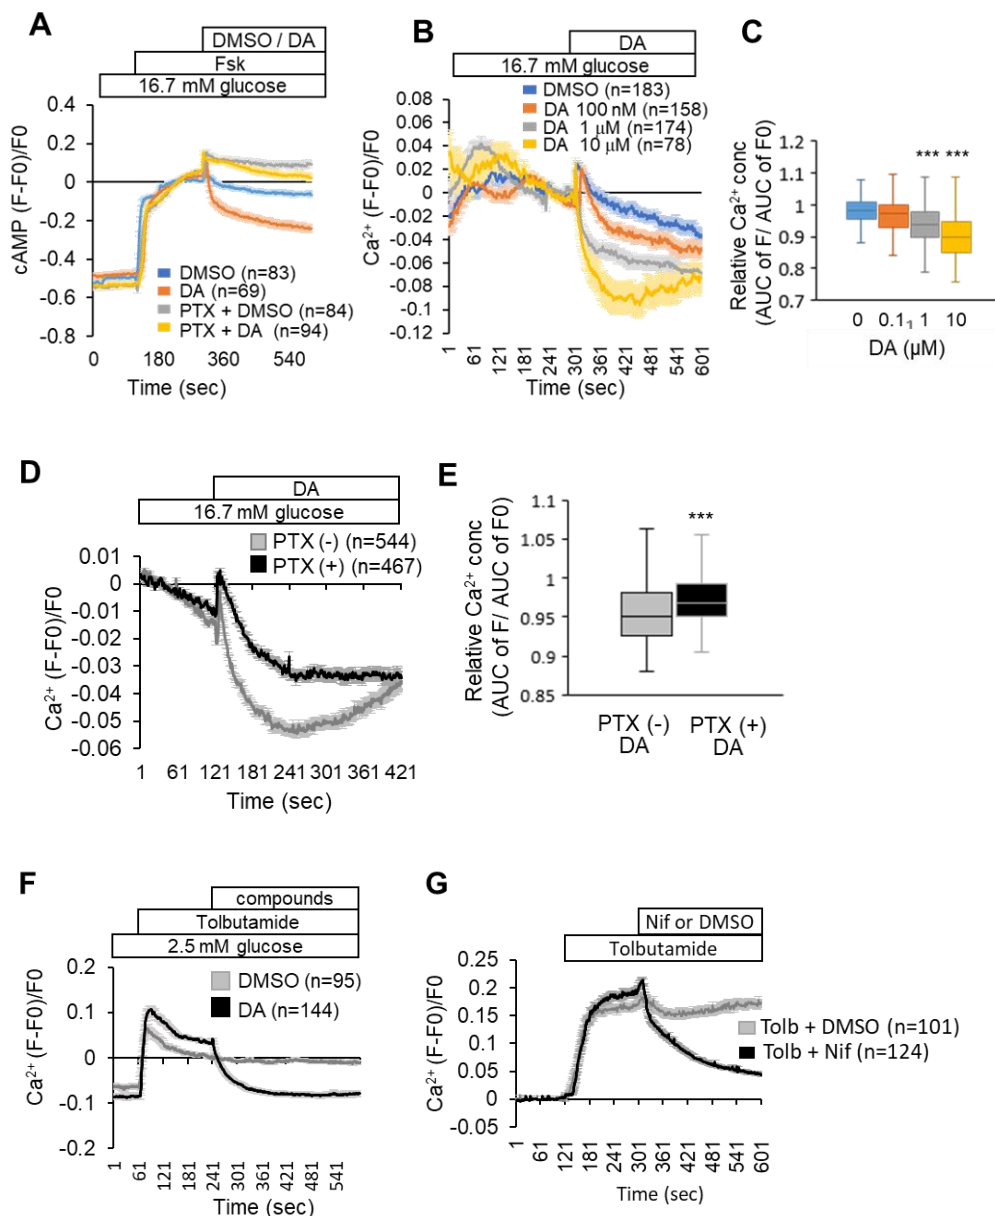 A
DMSO / DA
Fsk
16.7 mM glucose
cAMP (F-F0)/F0
0.4
0.2
0
-0.2
-0.4
-0.6
-0.8
DMSO (n=83)
DA (n=69)
PTX + DMSO (n=84)
PTX + DA (n=94)
0 180 360 540
Time (sec)
B
DA
16.7 mM glucose
DMSO (n=183)
DA 100 nM (n=158)
DA 1 µM (n=174)
DA 10 µM (n=78)
Ca²⁺ (F-F0)/F0
0.08
0.06
0.04
0.02
0
-0.02
-0.04
-0.06
-0.08
-0.1
-0.12
1 61 121 181 241 301 361 421 481 541 601
Time (sec)
C
Relative Ca²⁺ conc
(AUC of F/ AUC of F0)
1.2
1.1
1
0.9
0.8
0.7
*** ***
0 0.1 1 10
DA (µM)
D
DA
16.7 mM glucose
PTX (-) (n=544)
PTX (+) (n=467)
Ca²⁺ (F-F0)/F0
0.01
0
-0.01
-0.02
-0.03
-0.04
-0.05
-0.06
1 61 121 181 241 301 361 421
Time (sec)
E
Relative Ca²⁺ conc
(AUC of F/ AUC of F0)
1.1
1.05
1
0.95
0.9
0.85
***
PTX (-) PTX (+)
DA DA
F
compounds
Tolbutamide
2.5 mM glucose
DMSO (n=95)
DA (n=144)
Ca²⁺ (F-F0)/F0
0.2
0.1
0
-0.1
-0.2
1 61 121 181 241 301 361 421 481 541
Time (sec)
G
Nif or DMSO
Tolbutamide
Ca²⁺ (F-F0)/F0
0.25
0.2
0.15
0.1
0.05
0
-0.05
Tolb + DMSO (n=101)
Tolb + Nif (n=124)
1 61 121 181 241 301 361 421 481 541 601
Time (sec)